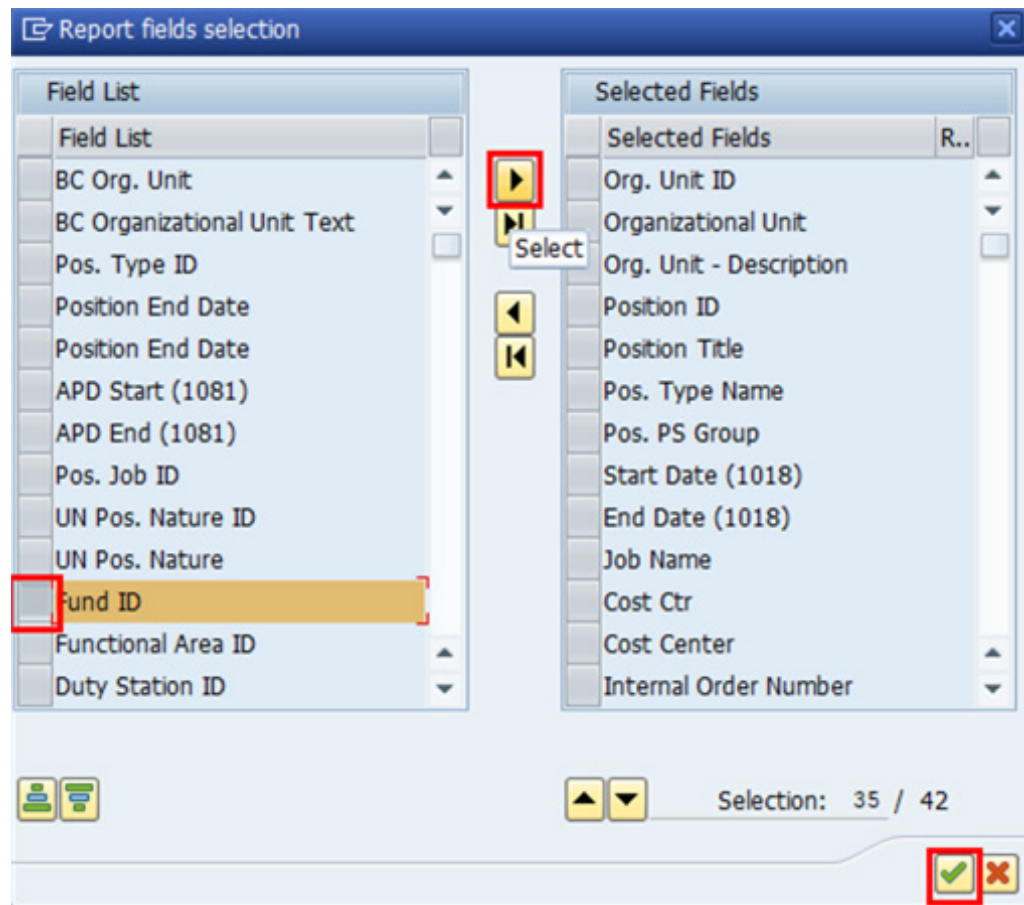 Report fields selection
Field List
Field List
BC Org. Unit
BC Organizational Unit Text
Pos. Type ID
Position End Date
Position End Date
APD Start (1081)
APD End (1081)
Pos. Job ID
UN Pos. Nature ID
UN Pos. Nature
Fund ID
Functional Area ID
Duty Station ID
Select
Selected Fields
Selected Fields R..
Org. Unit ID
Organizational Unit
Org. Unit - Description
Position ID
Position Title
Pos. Type Name
Pos. PS Group
Start Date (1018)
End Date (1018)
Job Name
Cost Ctr
Cost Center
Internal Order Number
Selection: 35 / 42